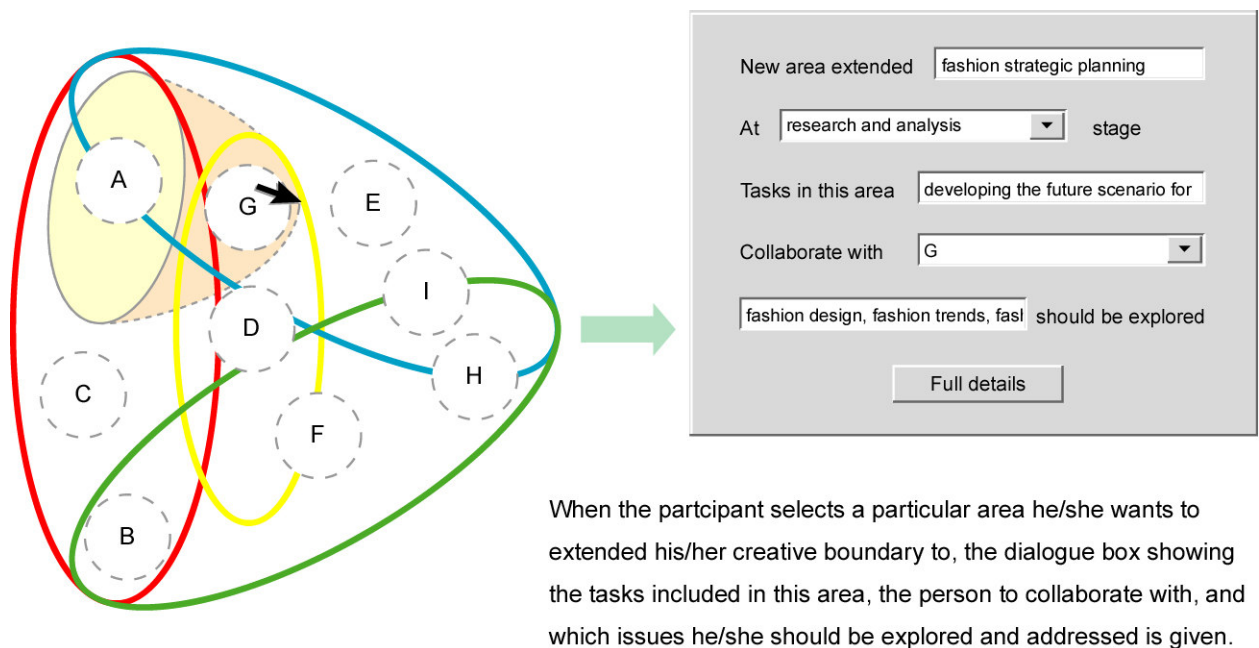 A
G
E
I
D
H
C
F
B
New area extended fashion strategic planning
At research and analysis stage
Tasks in this area developing the future scenario for
Collaborate with G
fashion design, fashion trends, fasl should be explored
Full details
When the partcipant selects a particular area he/she wants to
extended his/her creative boundary to, the dialogue box showing
the tasks included in this area, the person to collaborate with, and
which issues he/she should be explored and addressed is given.